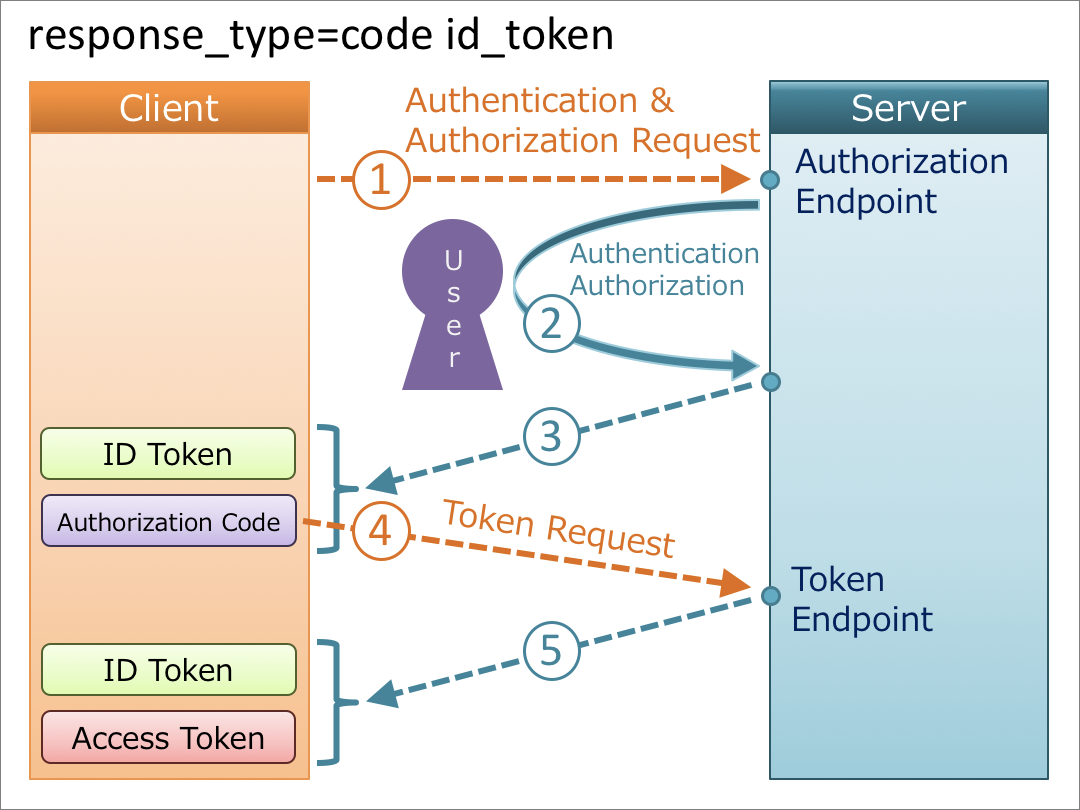 response_type=code id_token
Client
Authentication &
Authorization Request
Server
1
Authorization
Endpoint
User
Authentication
Authorization
2
3
ID Token
Authorization Code
4
Token Request
Token
Endpoint
5
ID Token
Access Token